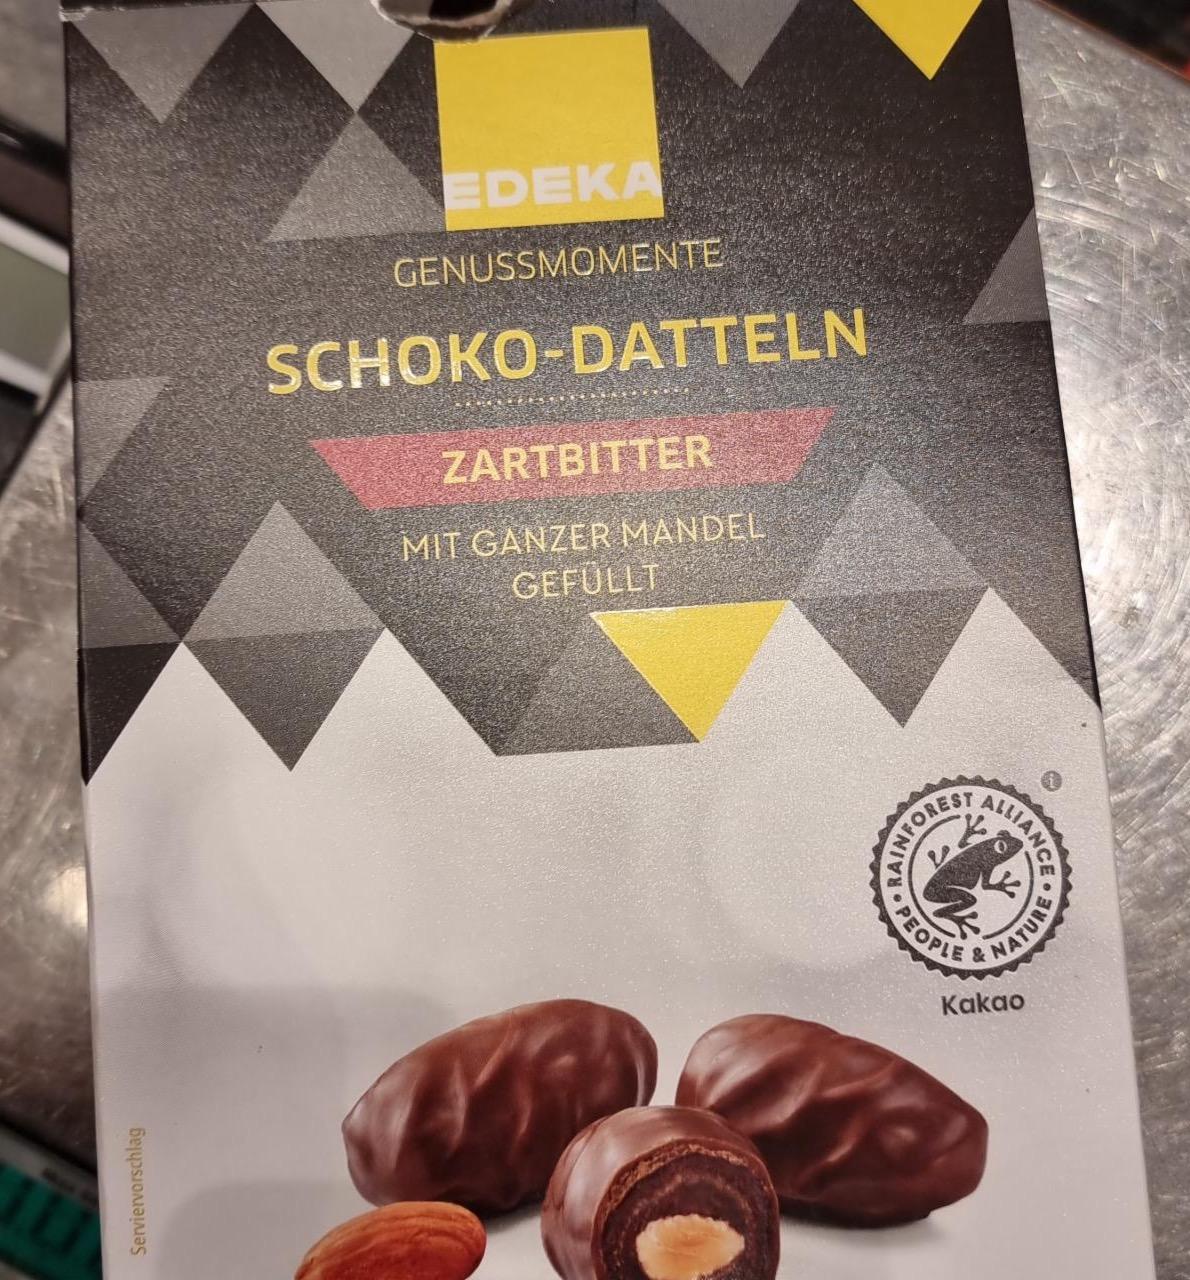 EDEKA
GENUSSMOMENTE
SCHOKO-DATTELN
ZARTBITTER
MIT GANZER MANDEL
GEFÜLLT
RAINFOREST ALLIANCE
PEOPLE & NATURE
Kakao
Serviervorschlag